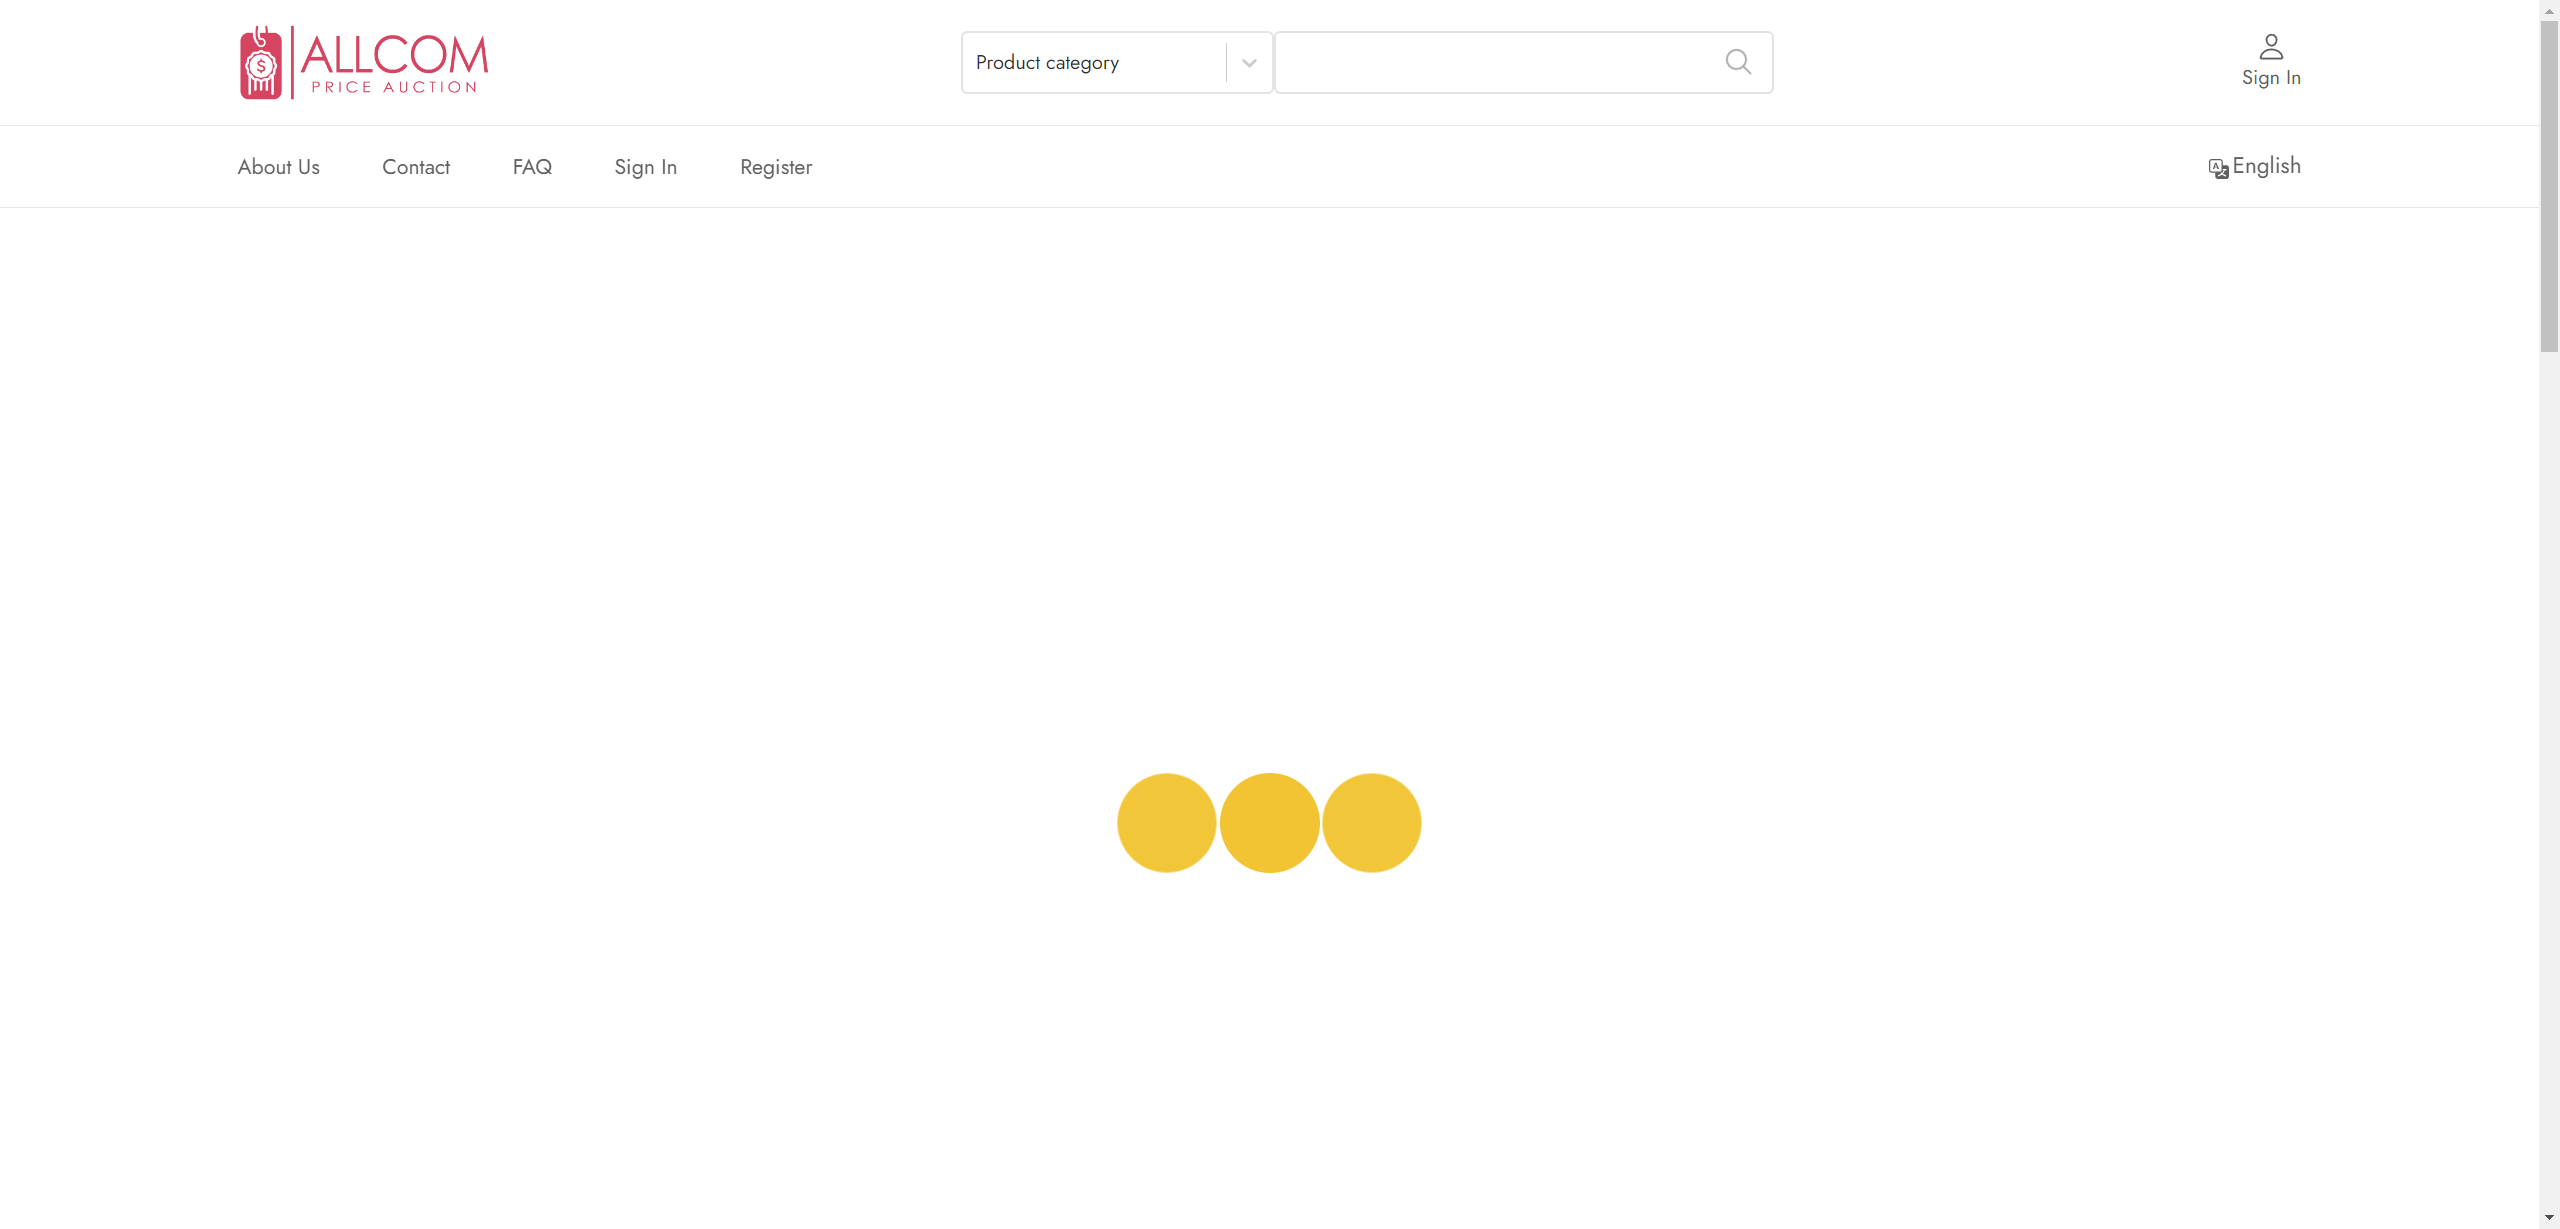 ALLCOM
PRICE AUCTION
Product category
Sign In
About Us
Contact
FAQ
Sign In
Register
English